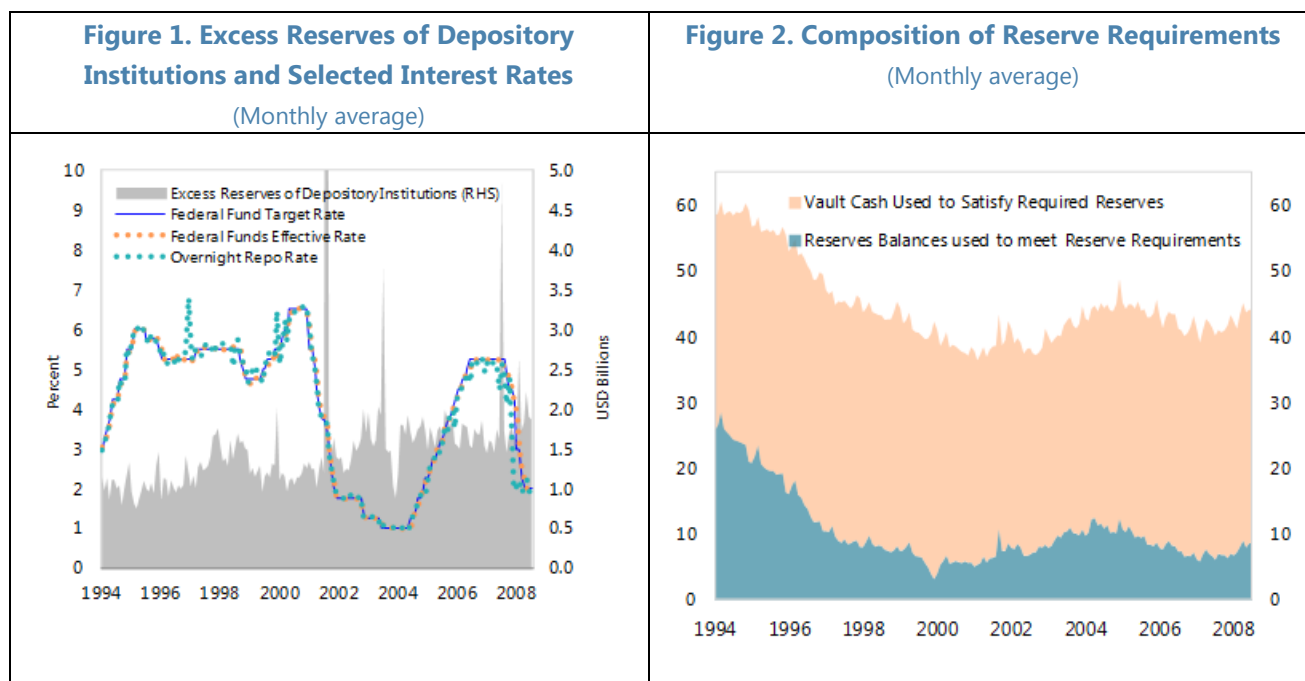 Figure 1. Excess Reserves of Depository
Institutions and Selected Interest Rates
(Monthly average)
Figure 2. Composition of Reserve Requirements
(Monthly average)
10
9
8
7
6
5
4
3
2
1
0
Percent
Excess Reserves of Depository Institutions (RHS)
Federal Fund Target Rate
Federal Funds Effective Rate
Overnight Repo Rate
5.0
4.5
4.0
3.5
3.0
2.5
2.0
1.5
1.0
0.5
0.0
USD Billions
1994 1996 1998 2000 2002 2004 2006 2008
60
50
40
30
20
10
0
Vault Cash Used to Satisfy Required Reserves
Reserves Balances used to meet Reserve Requirements
60
50
40
30
20
10
0
1994 1996 1998 2000 2002 2004 2006 2008